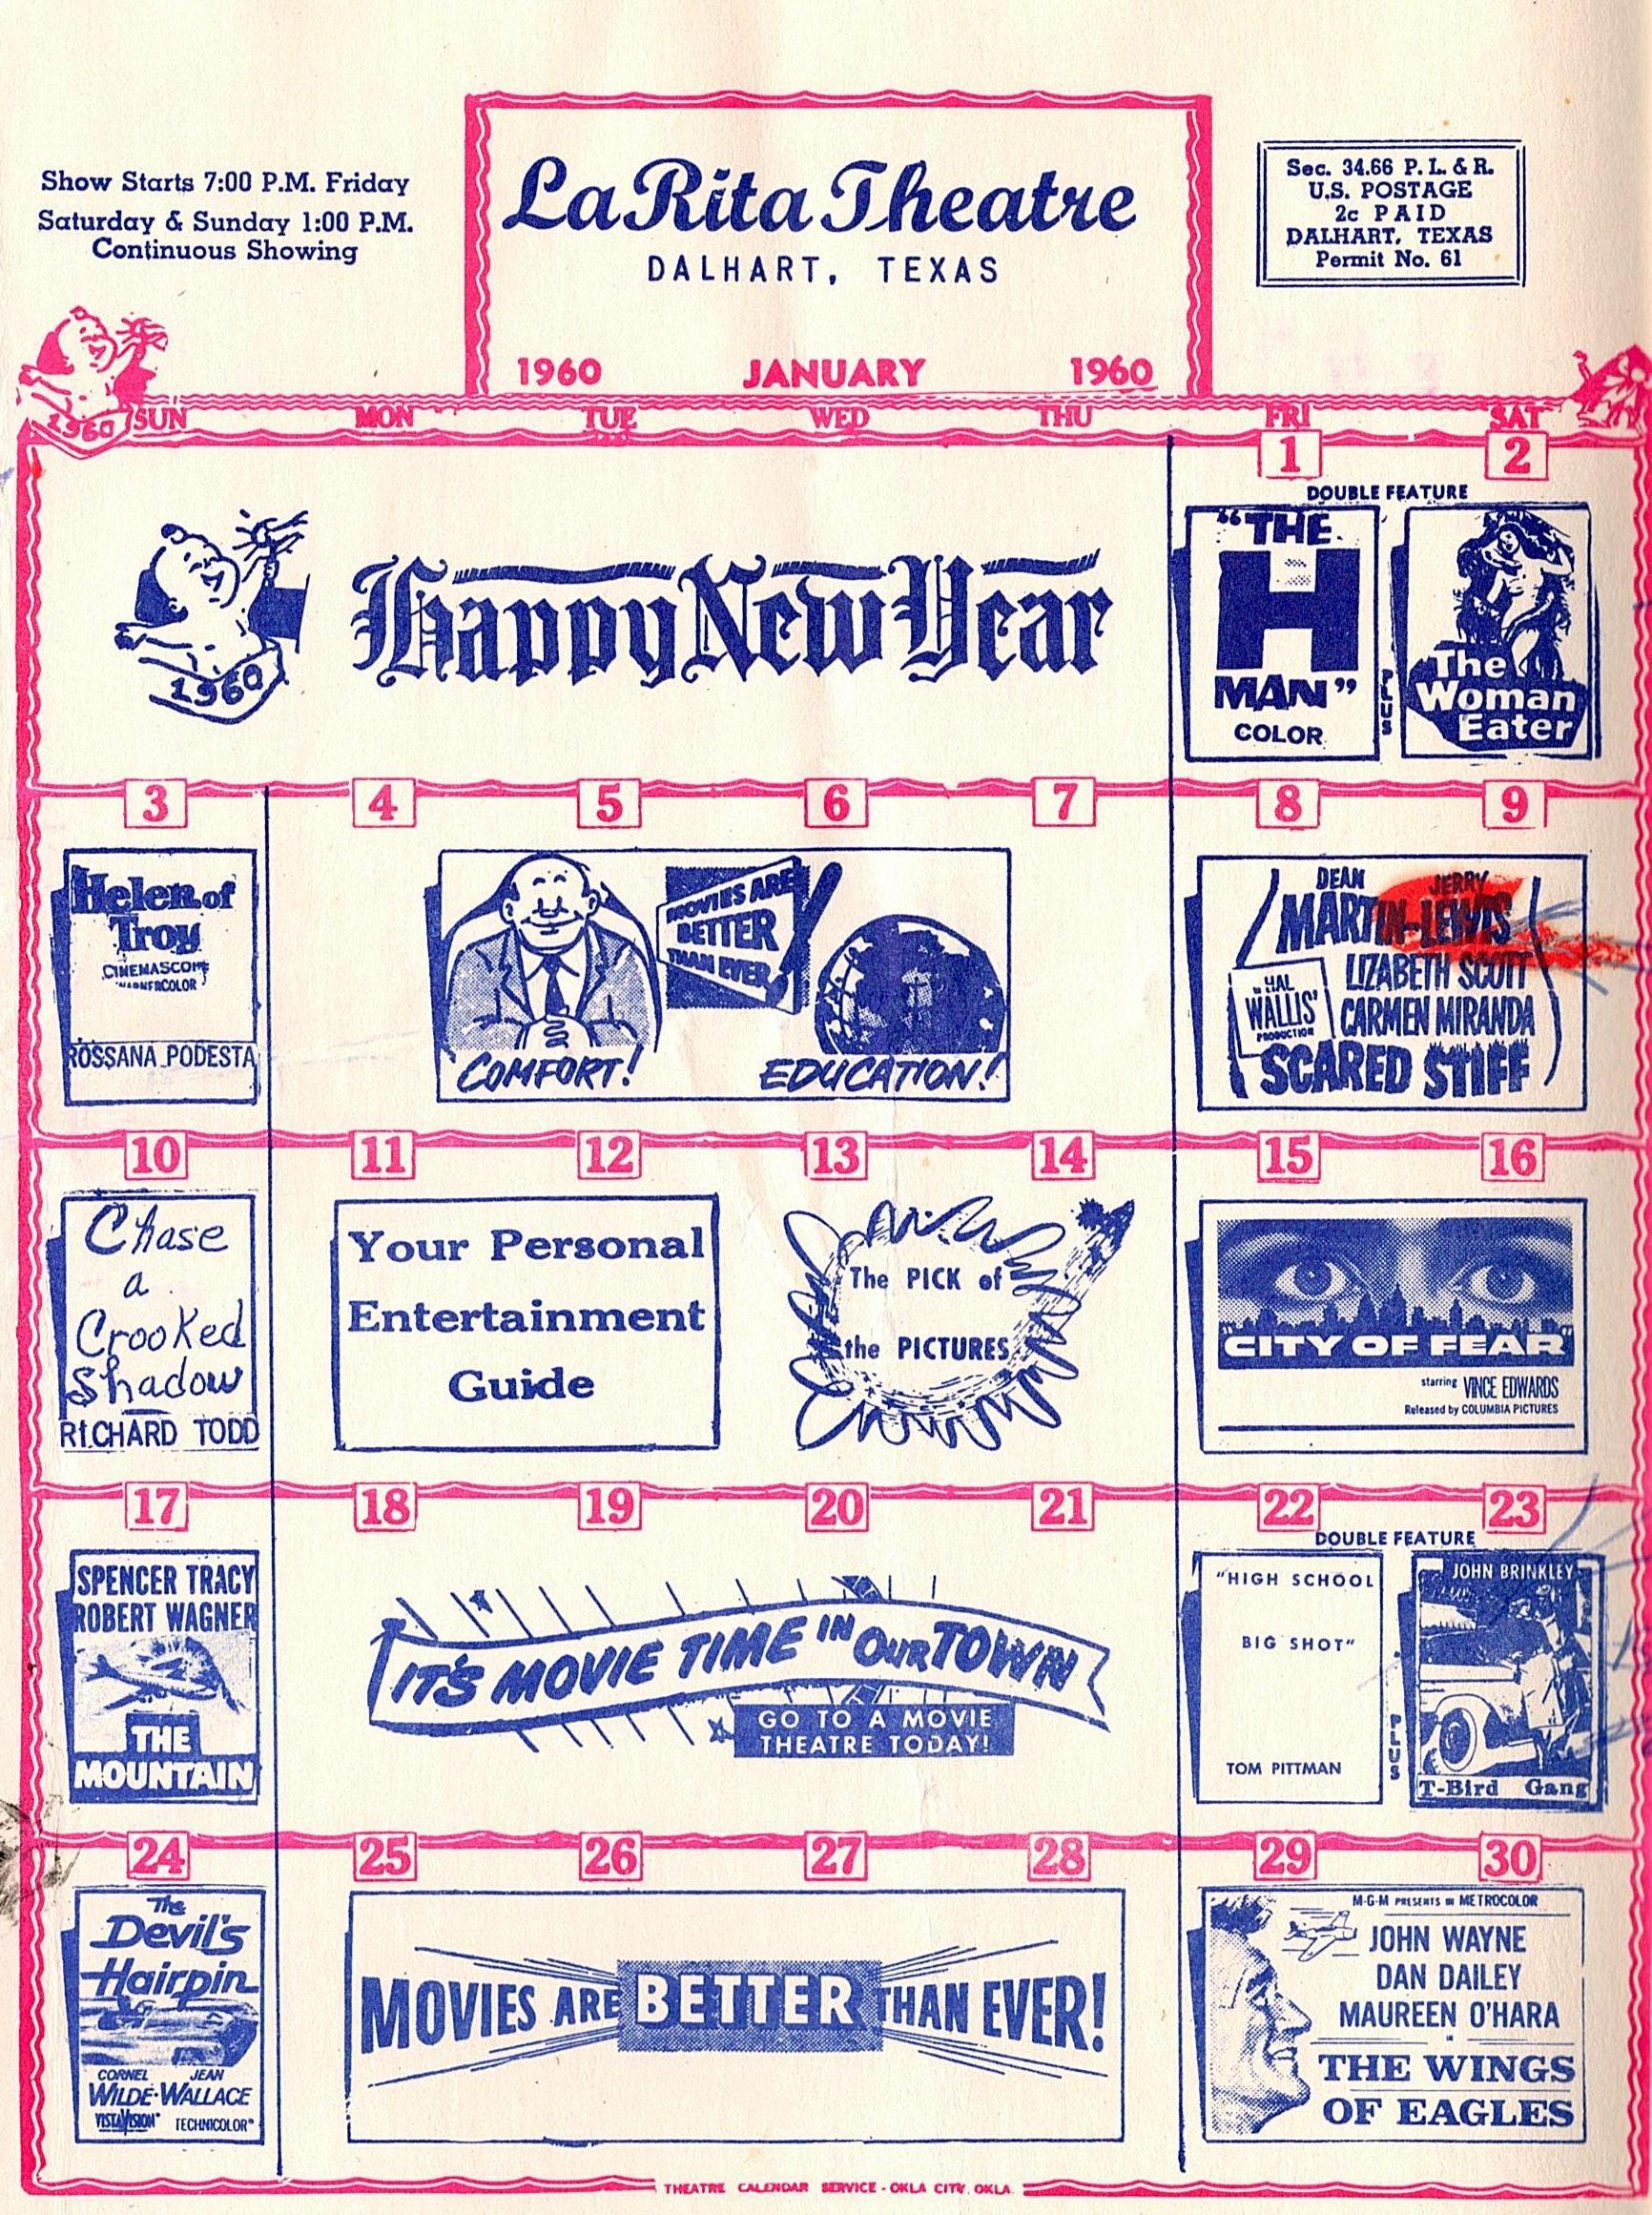 Show Starts 7:00 P.M. Friday
Saturday & Sunday 1:00 P.M.
Continuous Showing
La Rita Theatre
DALHART, TEXAS
Sec. 34.66 P. L. & R.
U.S. POSTAGE
2c PAID
DALHART, TEXAS
Permit No. 61
1960 JANUARY 1960
1960
SUN MON TUE WED THU FRI SAT
1960
Happy New Year
1 2
DOUBLE FEATURE
"THE
H
MAN"
COLOR
PLUS
The
Woman
Eater
3 4 5 6 7 8 9
Helen of
Troy
CINEMASCOPE
WARNERCOLOR
ROSSANA PODESTA
MOVIES ARE
BETTER
THAN EVER
COMFORT! EDUCATION!
DEAN JERRY
MARTIN-LEWIS
LIZABETH SCOTT
CARMEN MIRANDA
HAL
WALLIS'
PRODUCTION
SCARED STIFF
10 11 12 13 14 15 16
Chase
a
Crooked
Shadow
RICHARD TODD
Your Personal
Entertainment
Guide
The PICK of
the PICTURES
"CITY OF FEAR"
starring VINCE EDWARDS
Released by COLUMBIA PICTURES
17 18 19 20 21 22 23
SPENCER TRACY
ROBERT WAGNER
THE
MOUNTAIN
IT'S MOVIE TIME IN OUR TOWN
GO TO A MOVIE
THEATRE TODAY!
DOUBLE FEATURE
"HIGH SCHOOL
BIG SHOT"
TOM PITTMAN
PLUS
JOHN BRINKLEY
T-Bird Gang
24 25 26 27 28 29 30
The
Devil's
Hairpin
CORNEL JEAN
WILDE-WALLACE
VISTAVISION TECHNICOLOR
MOVIES ARE BETTER THAN EVER!
M-G-M PRESENTS IN METROCOLOR
JOHN WAYNE
DAN DAILEY
MAUREEN O'HARA
IN
THE WINGS
OF EAGLES
THEATRE CALENDAR SERVICE - OKLA CITY, OKLA.